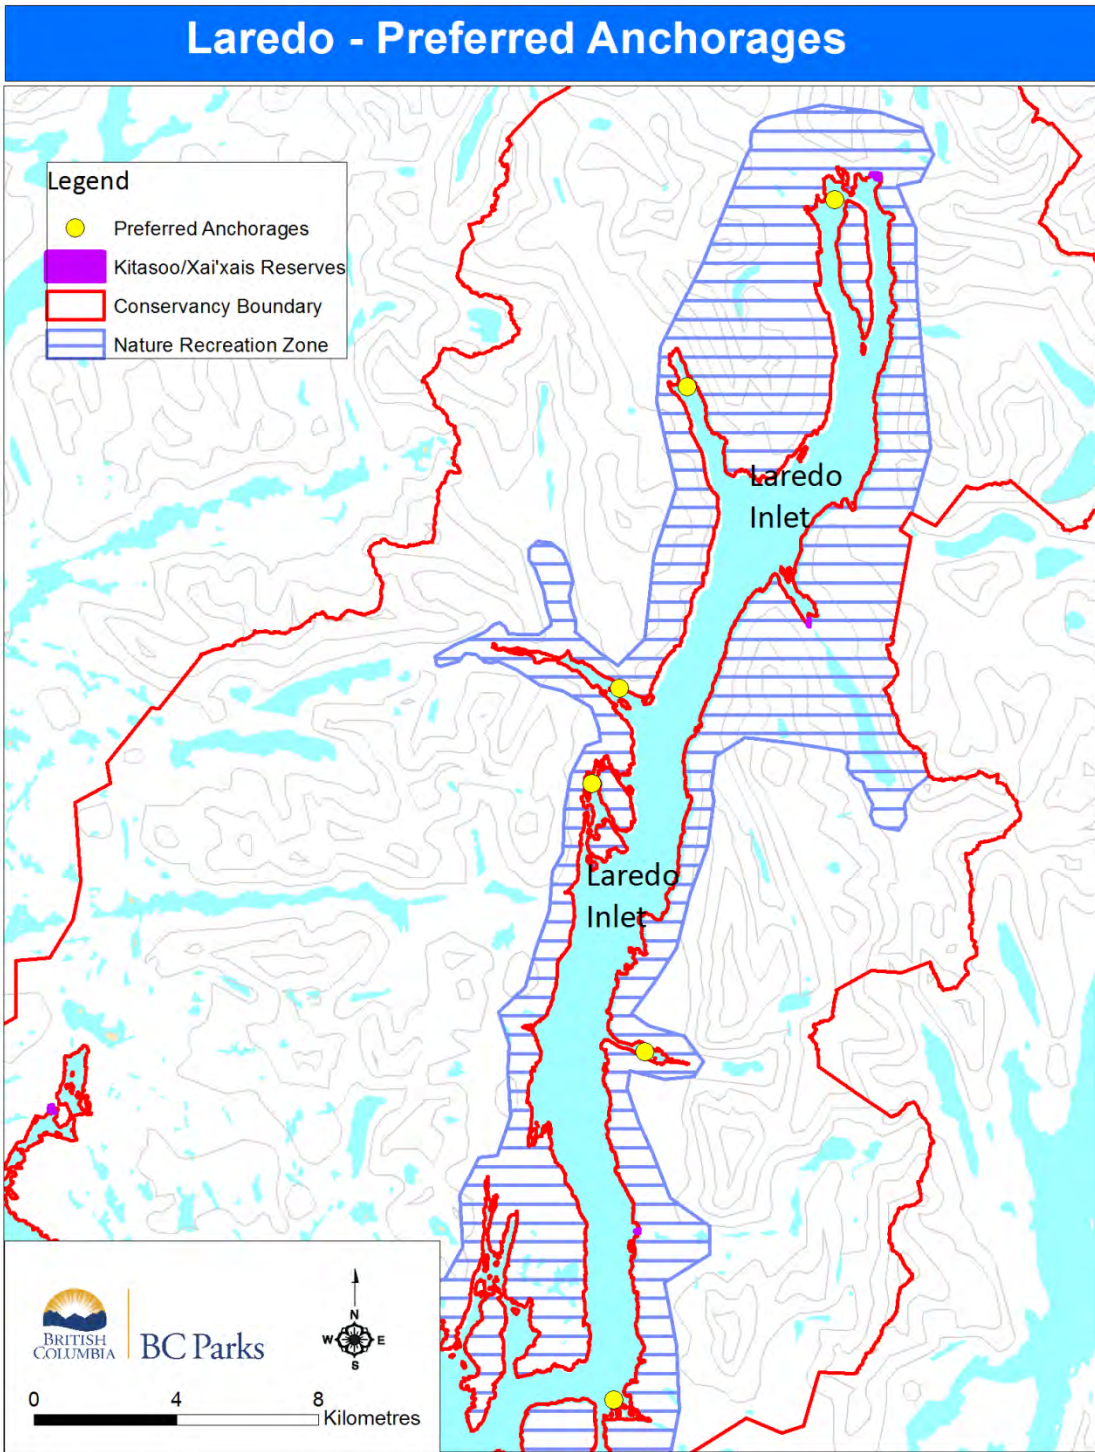 Laredo - Preferred Anchorages
Legend
Preferred Anchorages
Kitasoo/Xai'xais Reserves
Conservancy Boundary
Nature Recreation Zone
Laredo
Inlet
Laredo
Inlet
BRITISH
COLUMBIA
BC Parks
N
W E
S
0 4 8
Kilometres